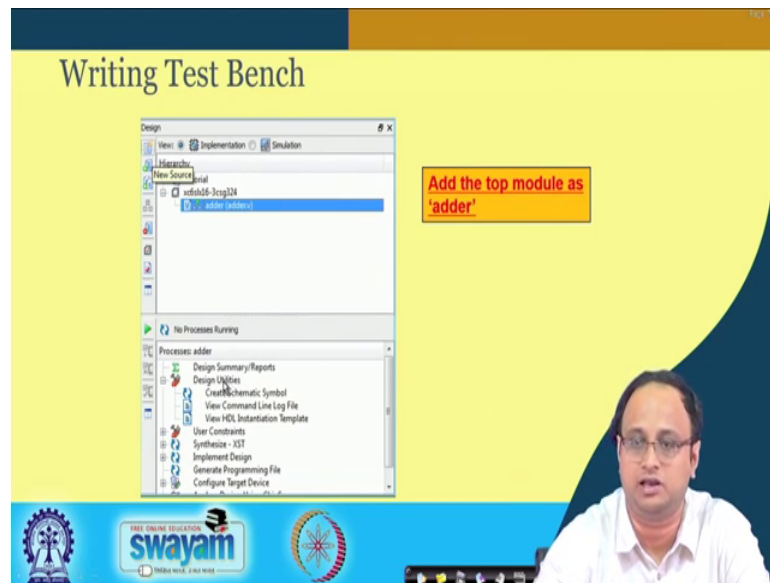 Page
Writing Test Bench
Design
View: Implementation Simulation
Hierarchy
New Source
xc6slx16-3csg324
adder (adder.v)
Add the top module as
‘adder’
No Processes Running
Processes: adder
Design Summary/Reports
Design Utilities
Create Schematic Symbol
View Command Line Log File
View HDL Instantiation Template
User Constraints
Synthesize - XST
Implement Design
Generate Programming File
Configure Target Device
FREE ONLINE EDUCATION
swayam